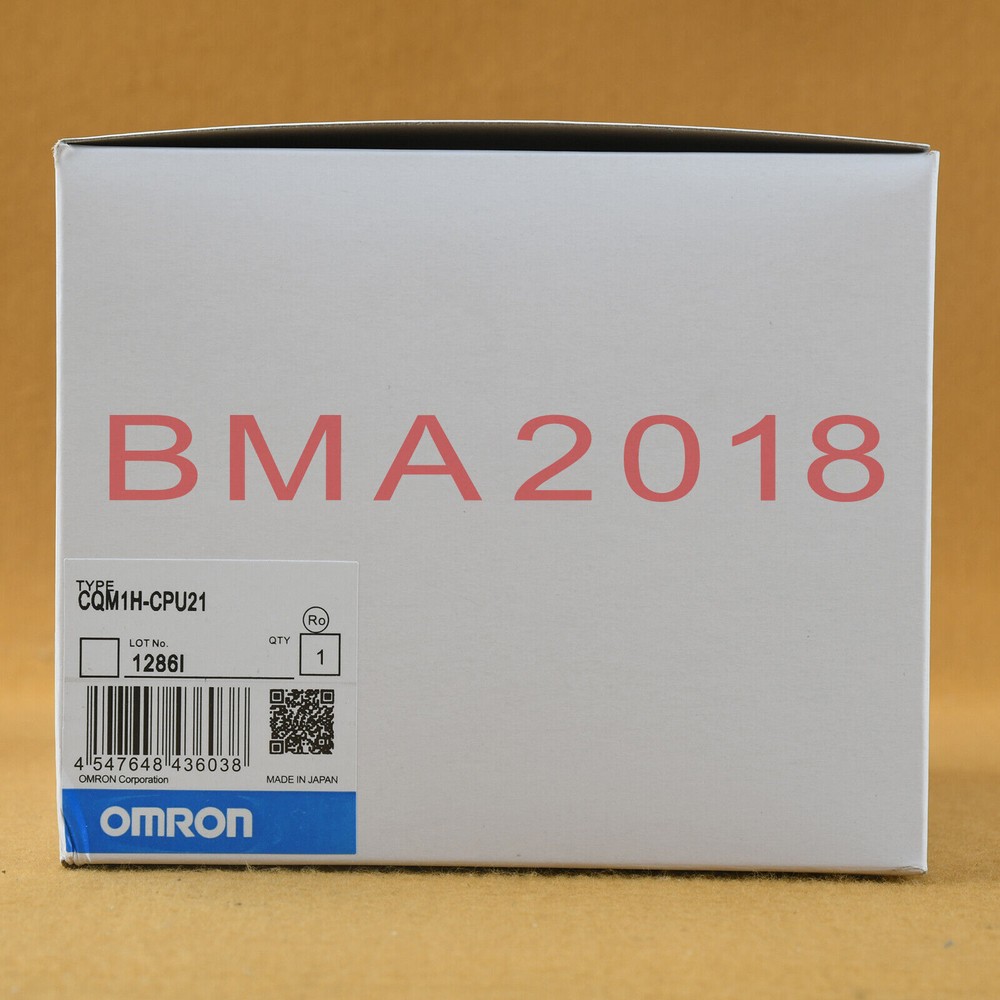 BMA2018
TYPE
CQM1H-CPU21
Ro
LOT No.
QTY
1286I
1
4 547648 436038
OMRON Corporation
MADE IN JAPAN
OMRON